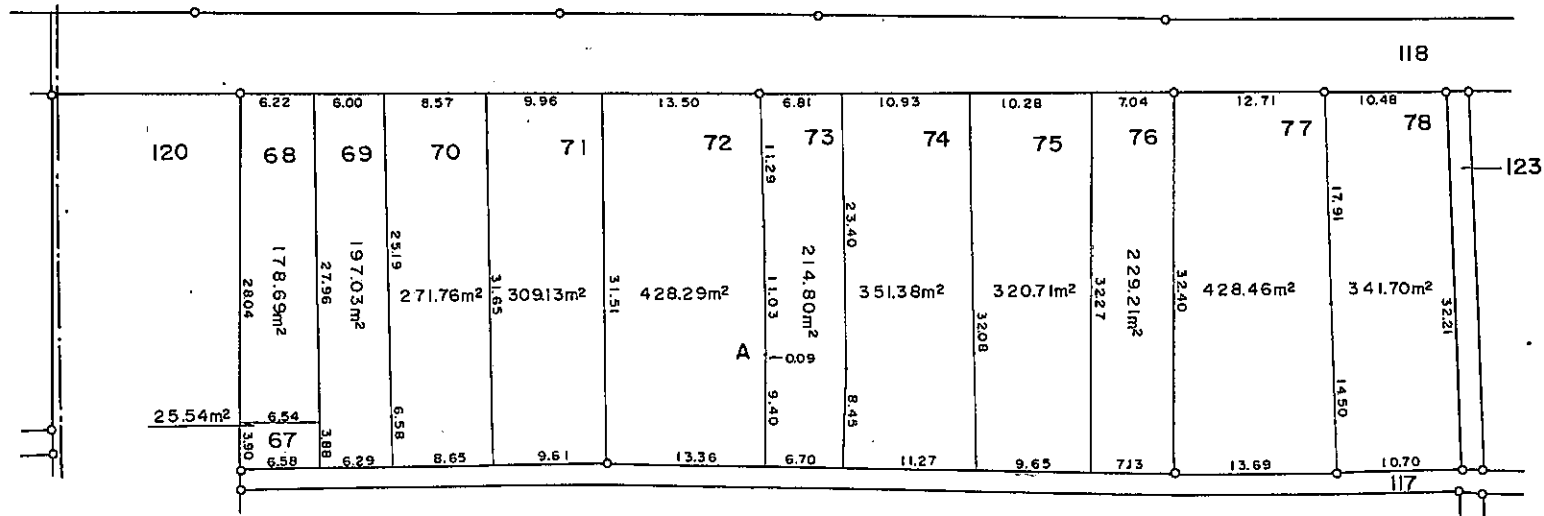 118
6.22 6.00 8.57 9.96 13.50 6.81 10.93 10.28 7.04 12.71 10.48
120 68 69 70 71 72 73 74 75 76 77 78
123
28.04
178.69m²
27.96
197.03m²
25.19
6.58
271.76m²
31.65
309.13m²
31.51
428.29m²
11.29
11.03
A
0.09
9.40
214.80m²
23.40
8.45
351.38m²
32.08
320.71m²
32.27
229.21m²
32.40
428.46m²
17.91
14.50
341.70m²
32.21
25.54m²
6.54
3.90
67
3.88
6.58 6.29 8.65 9.61 13.36 6.70 11.27 9.65 7.13 13.69 10.70
117